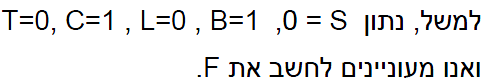 למשל, נתון T=0, C=1 , L=0 , B=1 ,0 = S
ואנו מעוניינים לחשב את F.